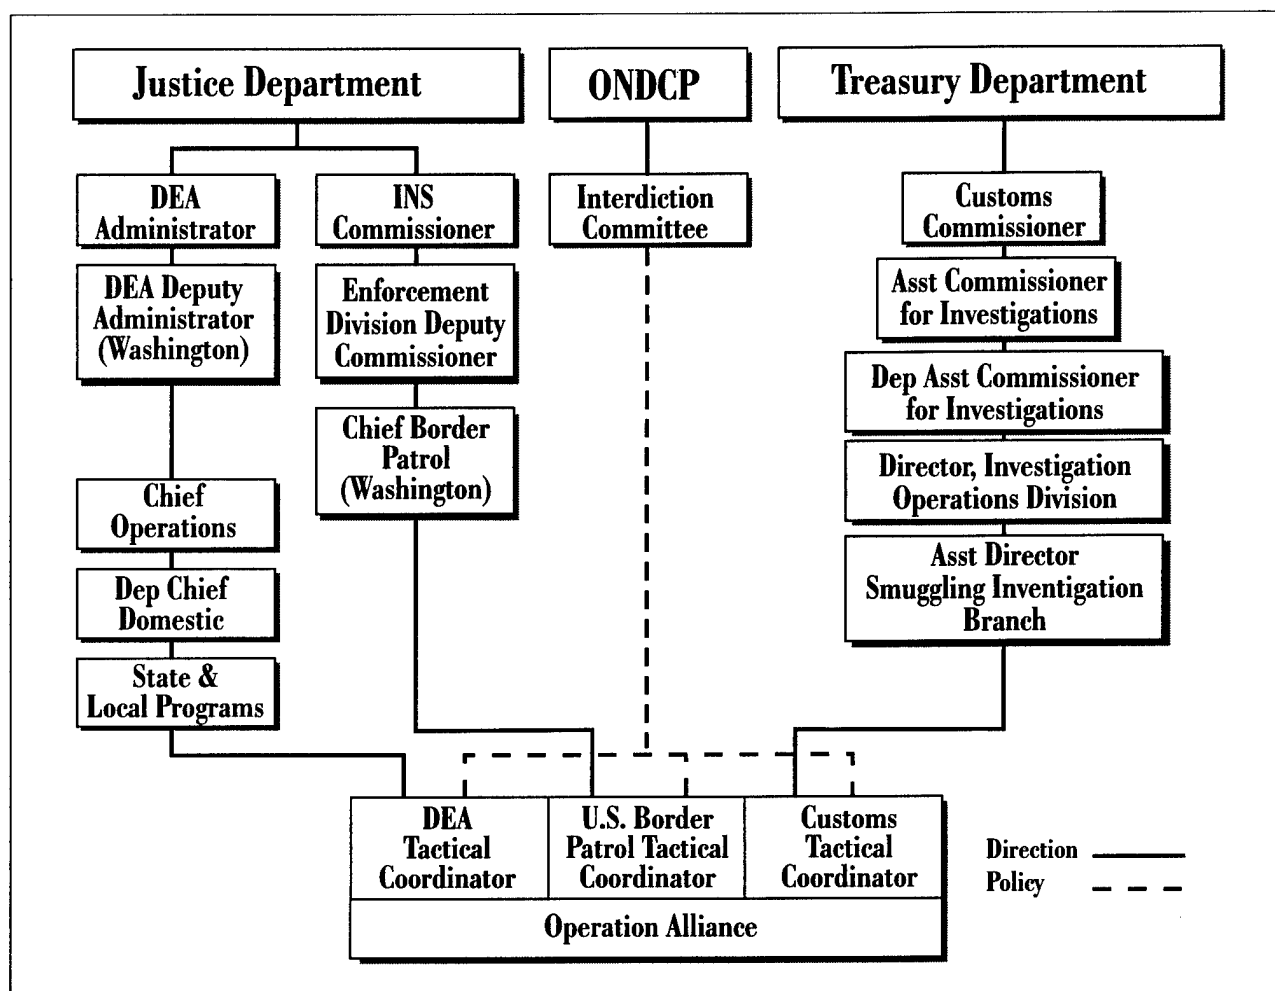 Justice Department
ONDCP
Treasury Department
DEA
Administrator
INS
Commissioner
Interdiction
Committee
Customs
Commissioner
DEA Deputy
Administrator
(Washington)
Enforcement
Division Deputy
Commissioner
Asst Commissioner
for Investigations
Dep Asst Commissioner
for Investigations
Chief Border
Patrol
(Washington)
Director, Investigation
Operations Division
Chief
Operations
Asst Director
Smuggling Inventigation
Branch
Dep Chief
Domestic
State &
Local Programs
DEA
Tactical
Coordinator
U.S. Border
Patrol Tactical
Coordinator
Customs
Tactical
Coordinator
Operation Alliance
Direction
Policy